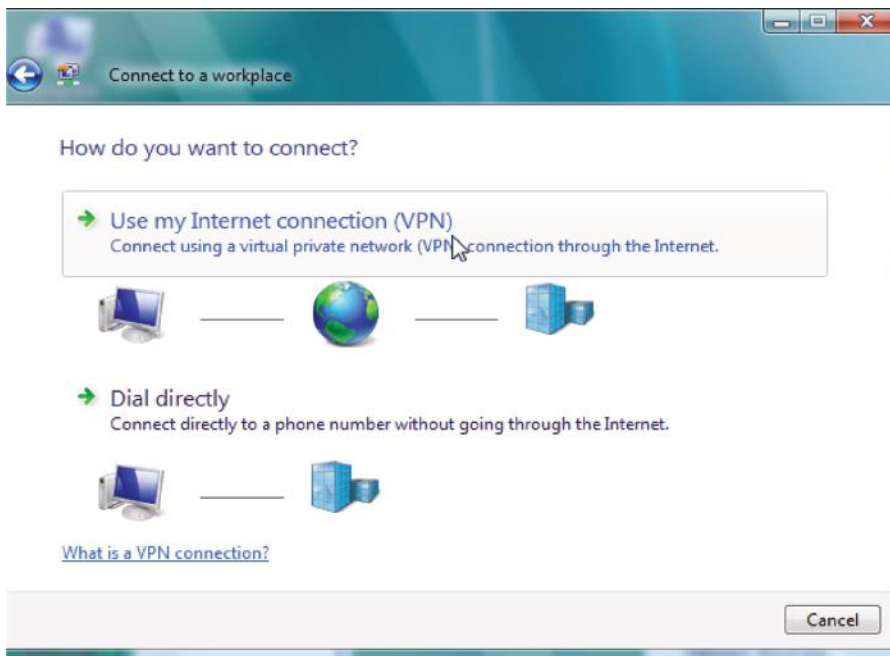 Connect to a workplace
How do you want to connect?
Use my Internet connection (VPN)
Connect using a virtual private network (VPN) connection through the Internet.
Dial directly
Connect directly to a phone number without going through the Internet.
What is a VPN connection?
Cancel